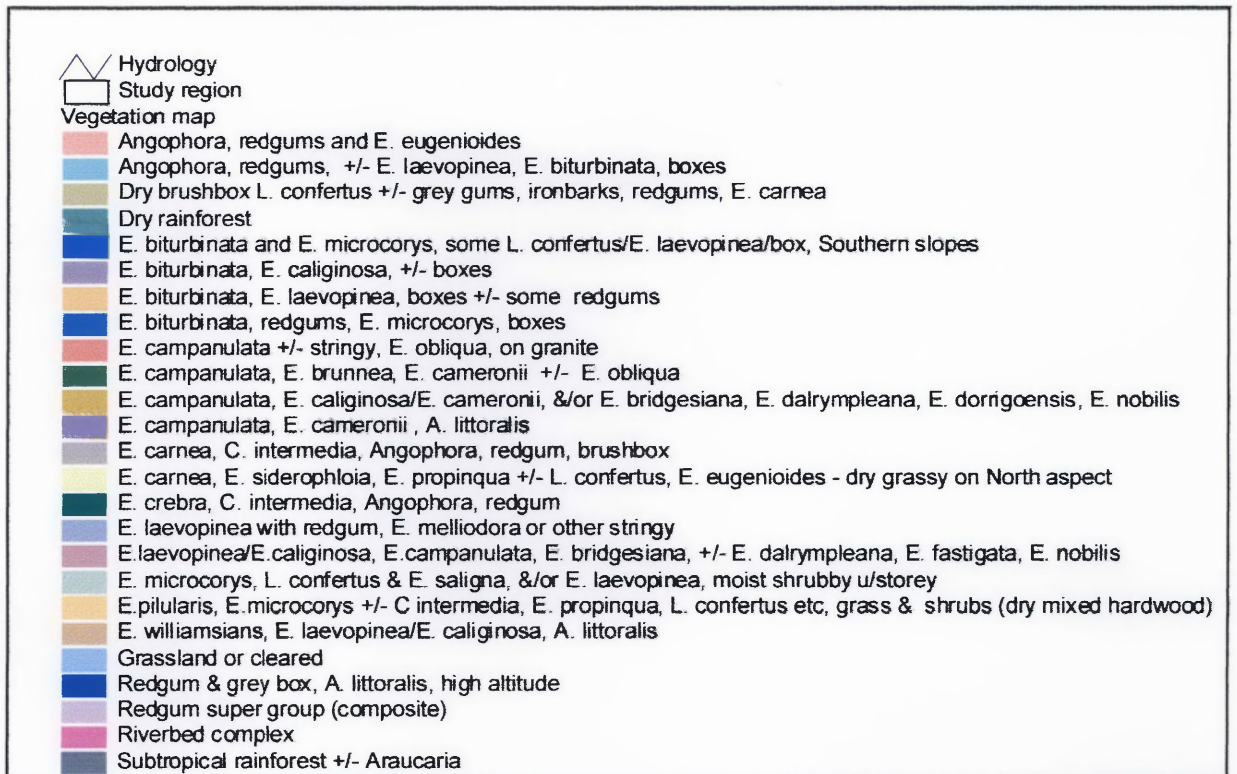 Hydrology
Study region
Vegetation map
Angophora, redgums and E. eugenioides
Angophora, redgums, +/- E. laevopinea, E. biturbinata, boxes
Dry brushbox L. confertus +/- grey gums, ironbarks, redgums, E. carnea
Dry rainforest
E. biturbinata and E. microcorys, some L. confertus/E. laevopinea/box, Southern slopes
E. biturbinata, E. caliginosa, +/- boxes
E. biturbinata, E. laevopinea, boxes +/- some redgums
E. biturbinata, redgums, E. microcorys, boxes
E. campanulata +/- stringy, E. obliqua, on granite
E. campanulata, E. brunnea, E. cameronii +/- E. obliqua
E. campanulata, E. caliginosa/E. cameronii, &/or E. bridgesiana, E. dalrympleana, E. dorrigoensis, E. nobilis
E. campanulata, E. cameronii , A. littoralis
E. carnea, C. intermedia, Angophora, redgum, brushbox
E. carnea, E. siderophloia, E. propinqua +/- L. confertus, E. eugenioides - dry grassy on North aspect
E. crebra, C. intermedia, Angophora, redgum
E. laevopinea with redgum, E. melliodora or other stringy
E.laevopinea/E.caliginosa, E.campanulata, E. bridgesiana, +/- E. dalrympleana, E. fastigata, E. nobilis
E. microcorys, L. confertus & E. saligna, &/or E. laevopinea, moist shrubby u/storey
E.pilularis, E.microcorys +/- C intermedia, E. propinqua, L. confertus etc, grass & shrubs (dry mixed hardwood)
E. williamsians, E. laevopinea/E. caliginosa, A. littoralis
Grassland or cleared
Redgum & grey box, A. littoralis, high altitude
Redgum super group (composite)
Riverbed complex
Subtropical rainforest +/- Araucaria